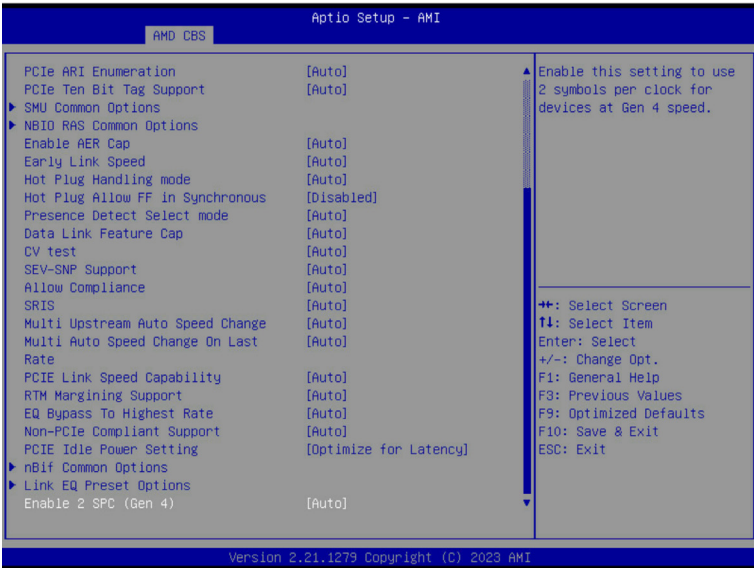 Aptio Setup – AMI
AMD CBS
PCIe ARI Enumeration [Auto]
PCIe Ten Bit Tag Support [Auto]
SMU Common Options
NBIO RAS Common Options
Enable AER Cap [Auto]
Early Link Speed [Auto]
Hot Plug Handling mode [Auto]
Hot Plug Allow FF in Synchronous [Disabled]
Presence Detect Select mode [Auto]
Data Link Feature Cap [Auto]
CV test [Auto]
SEV-SNP Support [Auto]
Allow Compliance [Auto]
SRIS [Auto]
Multi Upstream Auto Speed Change [Auto]
Multi Auto Speed Change On Last [Auto]
Rate
PCIE Link Speed Capability [Auto]
RTM Margining Support [Auto]
EQ Bypass To Highest Rate [Auto]
Non-PCIe Compliant Support [Auto]
PCIE Idle Power Setting [Optimize for Latency]
nBif Common Options
Link EQ Preset Options
Enable 2 SPC (Gen 4) [Auto]
Enable this setting to use
2 symbols per clock for
devices at Gen 4 speed.
→←: Select Screen
↑↓: Select Item
Enter: Select
+/-: Change Opt.
F1: General Help
F3: Previous Values
F9: Optimized Defaults
F10: Save & Exit
ESC: Exit
Version 2.21.1279 Copyright (C) 2023 AMI